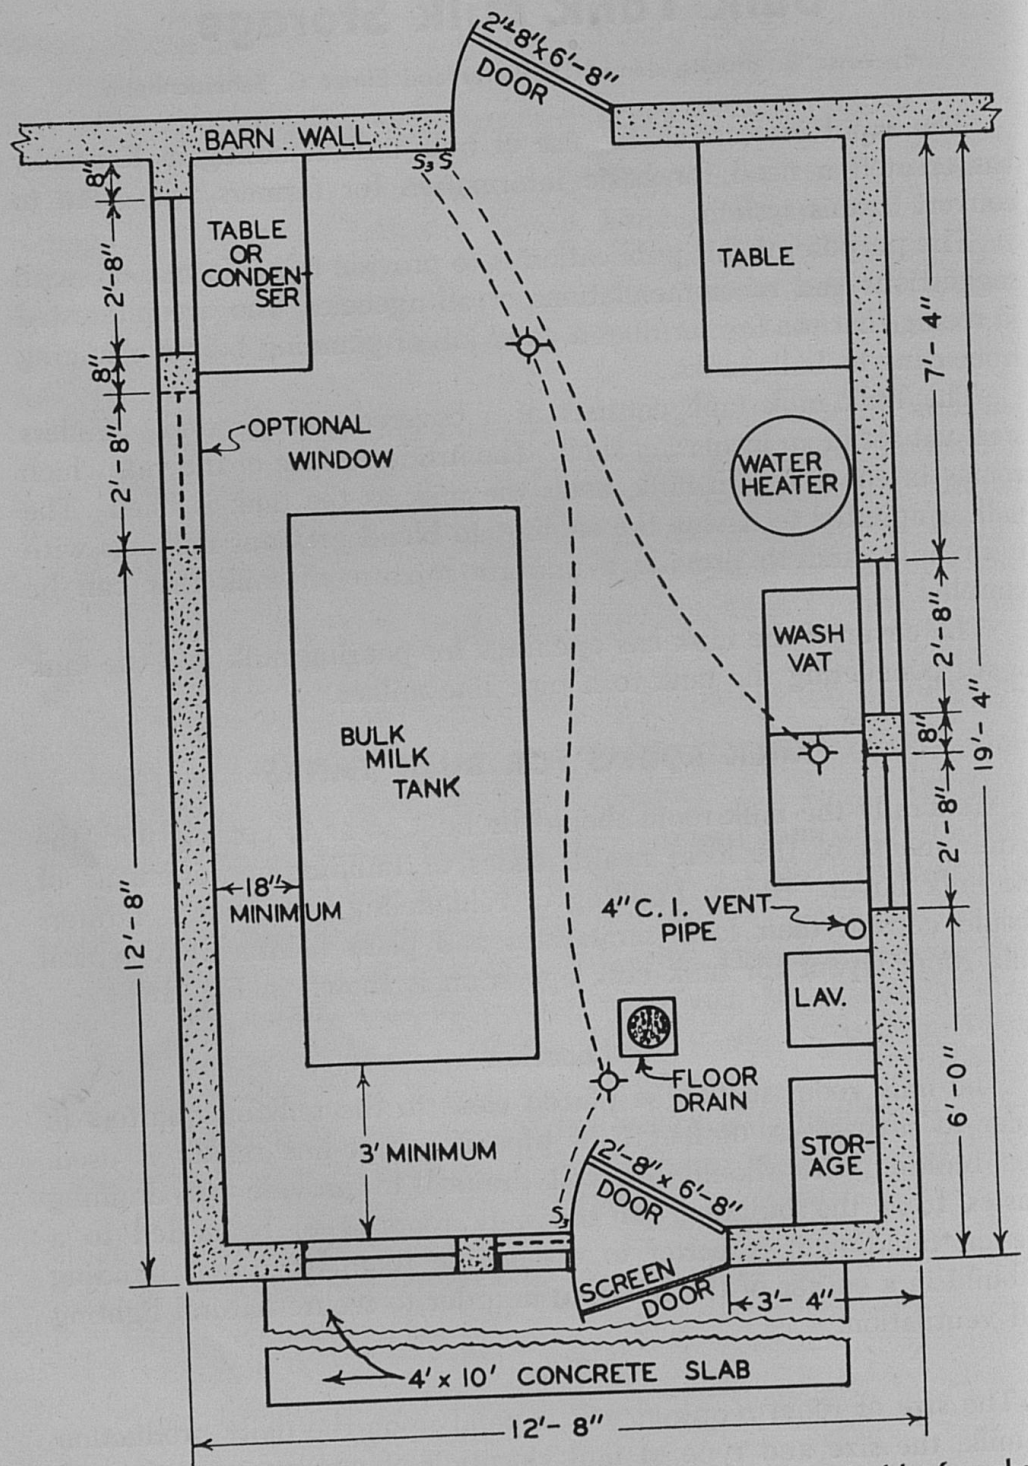 2'-8"x6'-8"
DOOR
BARN WALL
S₃ S
8"
TABLE
OR
CONDEN-
SER
TABLE
2'-8"
8"
7'-4"
OPTIONAL
WINDOW
2'-8"
WATER
HEATER
WASH
VAT
2'-8"
8"
19'-4"
BULK
MILK
TANK
2'-8"
12'-8"
18"
MINIMUM
4" C. I. VENT
PIPE
LAV.
FLOOR
DRAIN
6'-0"
3' MINIMUM
STOR-
AGE
2'-8" x 6'-8"
DOOR
S₃
SCREEN
DOOR
3'-4"
4' x 10' CONCRETE SLAB
12'-8"